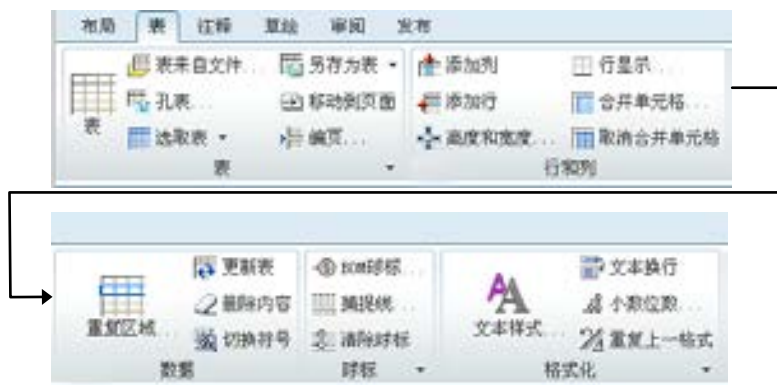 布局 表 注释 草绘 审阅 发布
表来自文件... 另存为表 添加列 行显示...
孔表... 移动到页面 添加行 合并单元格...
表 选取表 编页... 高度和宽度... 取消合并单元格
表 行和列
更新表 BOM球标... 文本换行
重复区域... 删除内容 捕捉线... 文本样式... 小数位数...
切换符号 清除球标 重复上一格式
数据 球标 格式化